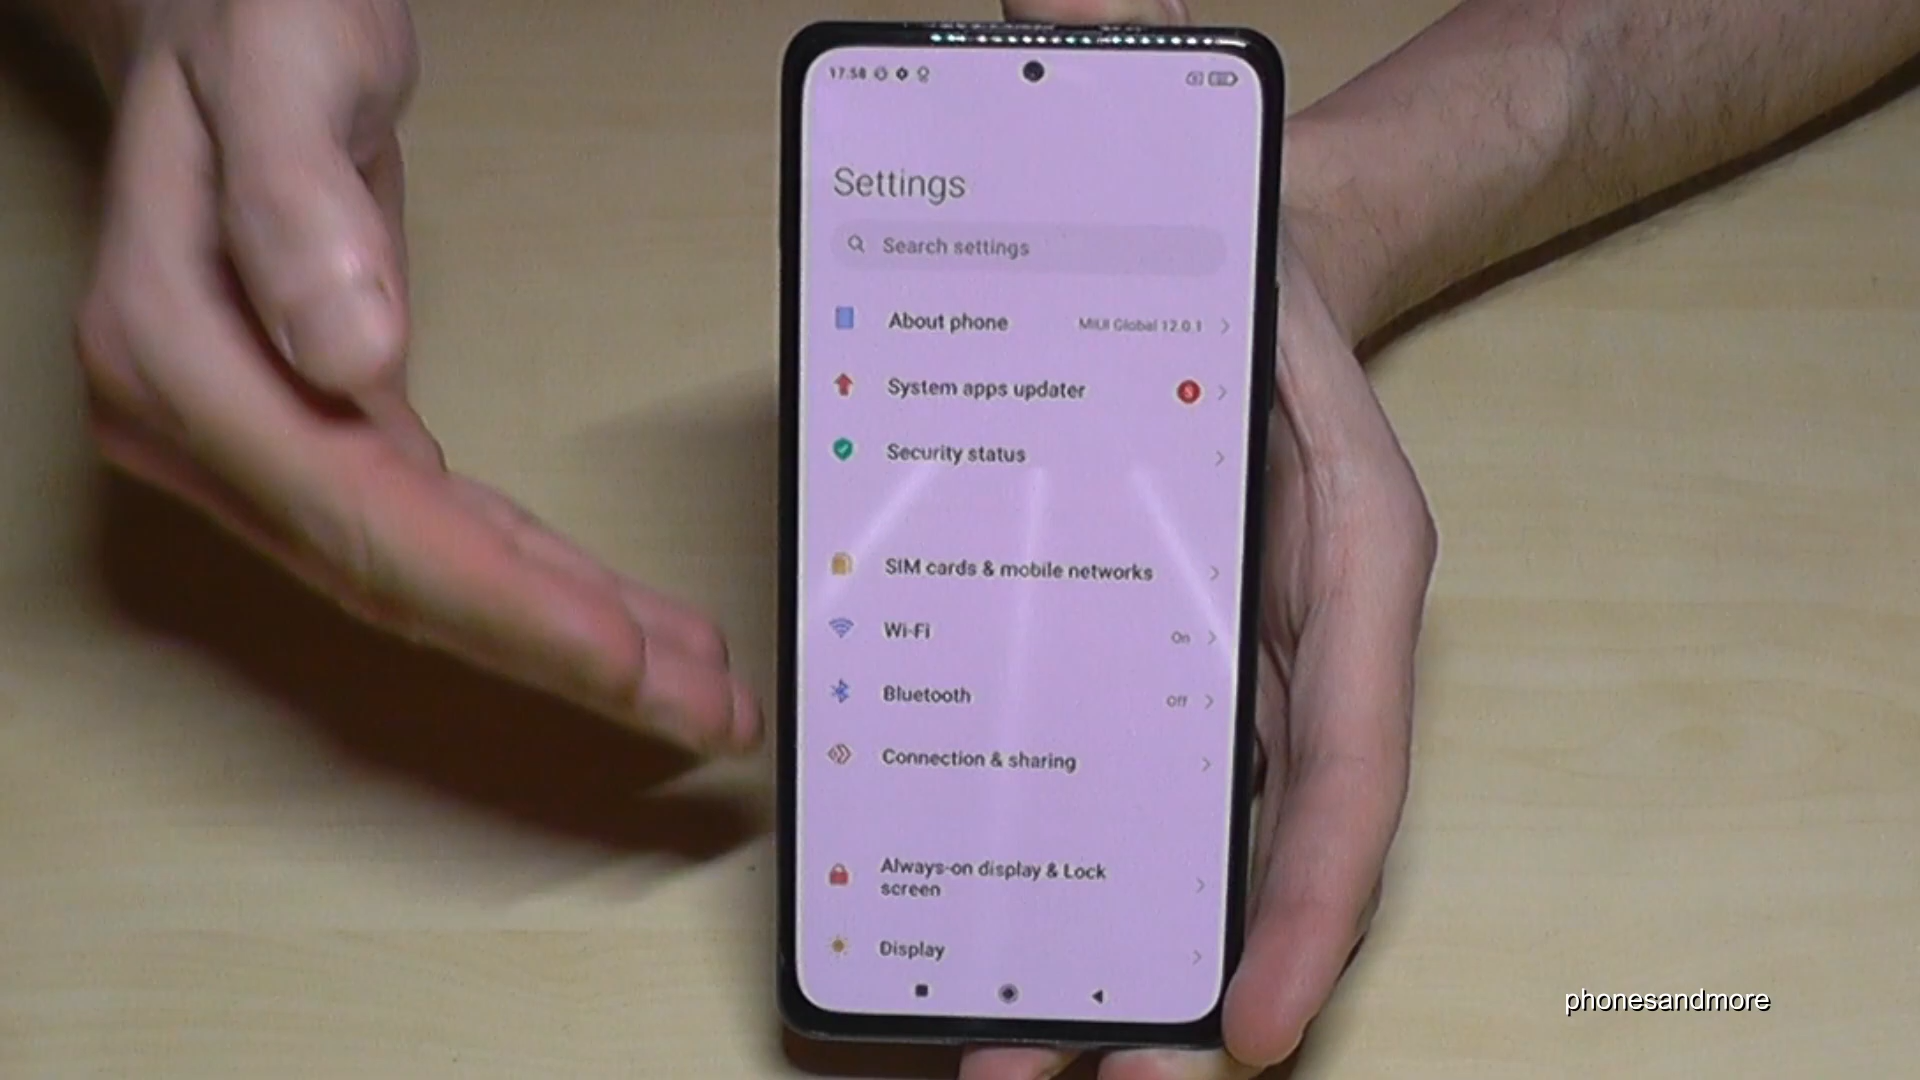 17:58
Settings
Search settings
About phone MIUI Global 12.0.1
System apps updater
Security status
SIM cards & mobile networks
Wi-Fi On
Bluetooth Off
Connection & sharing
Always-on display & Lock
screen
Display
phonesandmore